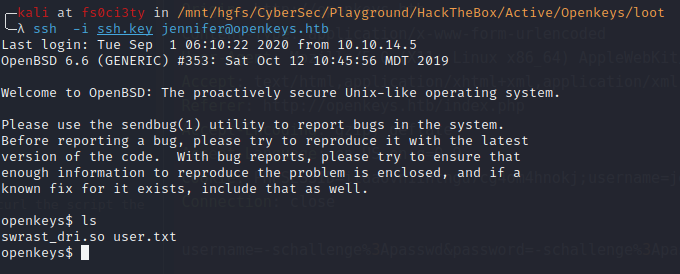 kali at fs0ci3ty in /mnt/hgfs/CyberSec/Playground/HackTheBox/Active/Openkeys/loot
λ ssh -i ssh.key jennifer@openkeys.htb
Last login: Tue Sep  1 06:10:22 2020 from 10.10.14.5
OpenBSD 6.6 (GENERIC) #353: Sat Oct 12 10:45:56 MDT 2019

Welcome to OpenBSD: The proactively secure Unix-like operating system.

Please use the sendbug(1) utility to report bugs in the system.
Before reporting a bug, please try to reproduce it with the latest
version of the code.  With bug reports, please try to ensure that
enough information to reproduce the problem is enclosed, and if a
known fix for it exists, include that as well.

openkeys$ ls
swrast_dri.so user.txt
openkeys$